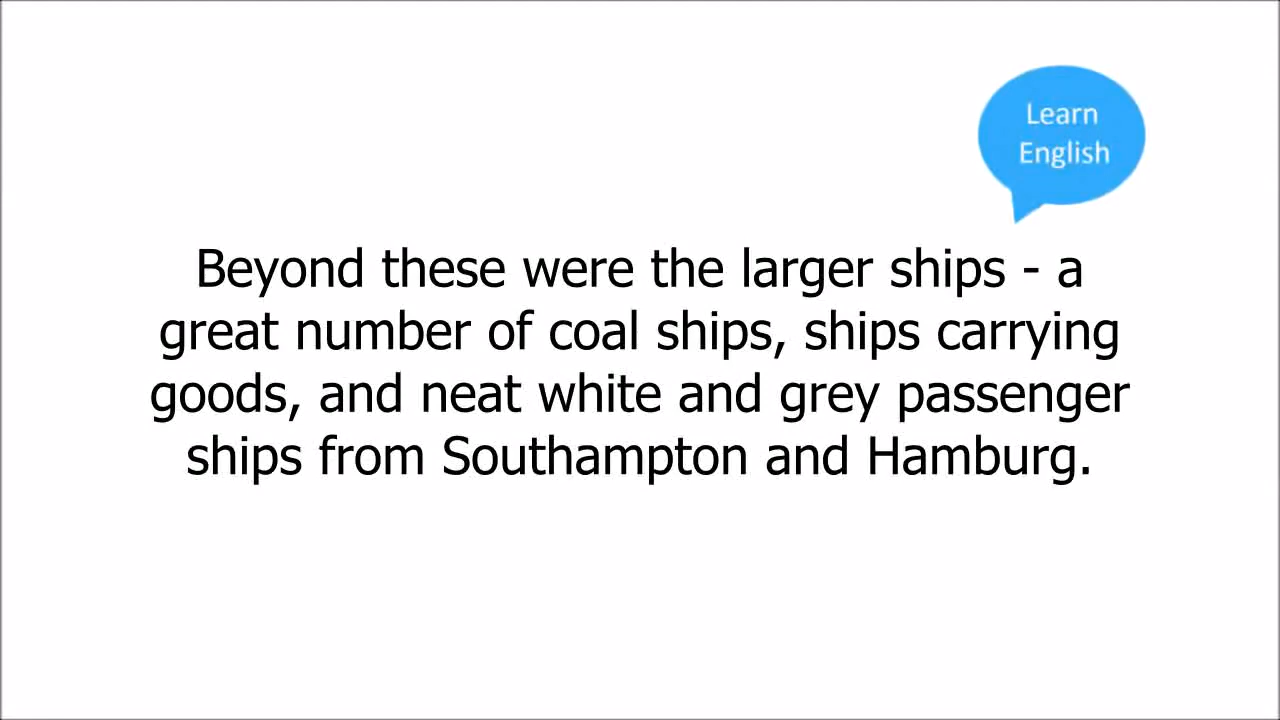 Learn
English
Beyond these were the larger ships - a
great number of coal ships, ships carrying
goods, and neat white and grey passenger
ships from Southampton and Hamburg.